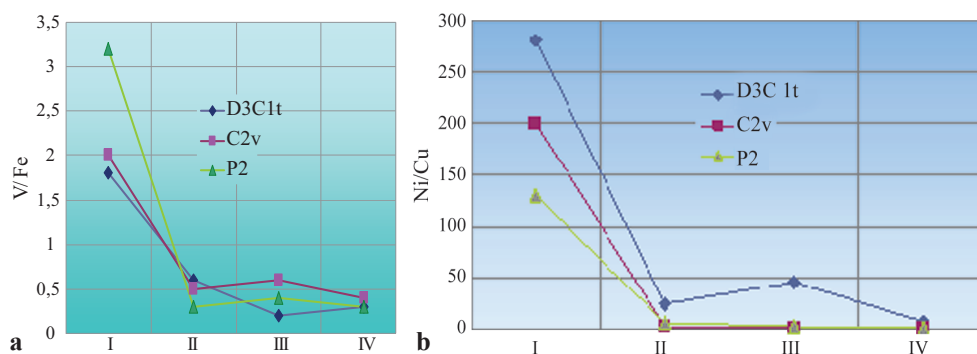 3,5
3
2,5
2
1,5
1
0,5
0
V/Fe
D3C1t
C2v
P2
I II III IV
a
300
250
200
150
100
50
0
Ni/Cu
D3C 1t
C2v
P2
I II III IV
b